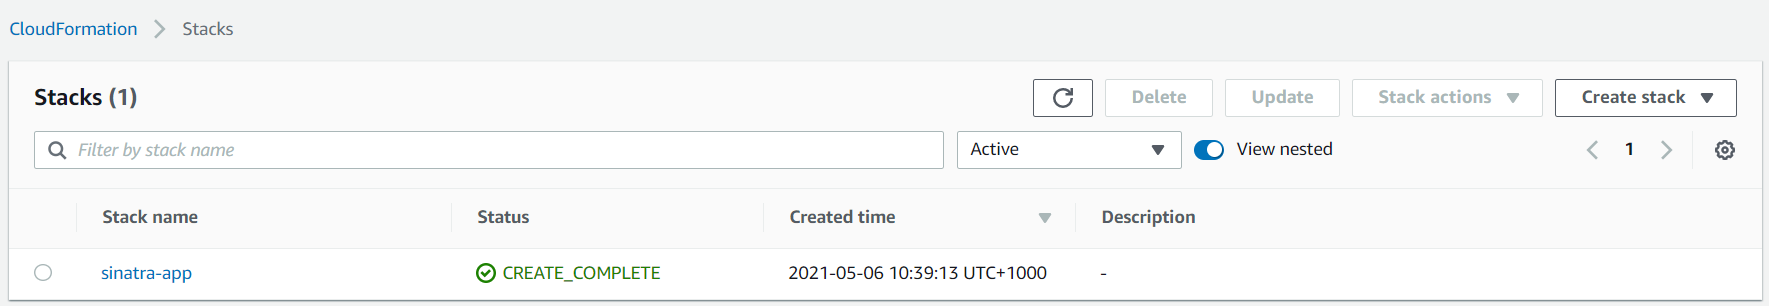 CloudFormation > Stacks
Stacks (1) Delete Update Stack actions Create stack
Filter by stack name Active View nested 1
Stack name Status Created time Description
sinatra-app CREATE_COMPLETE 2021-05-06 10:39:13 UTC+1000 -